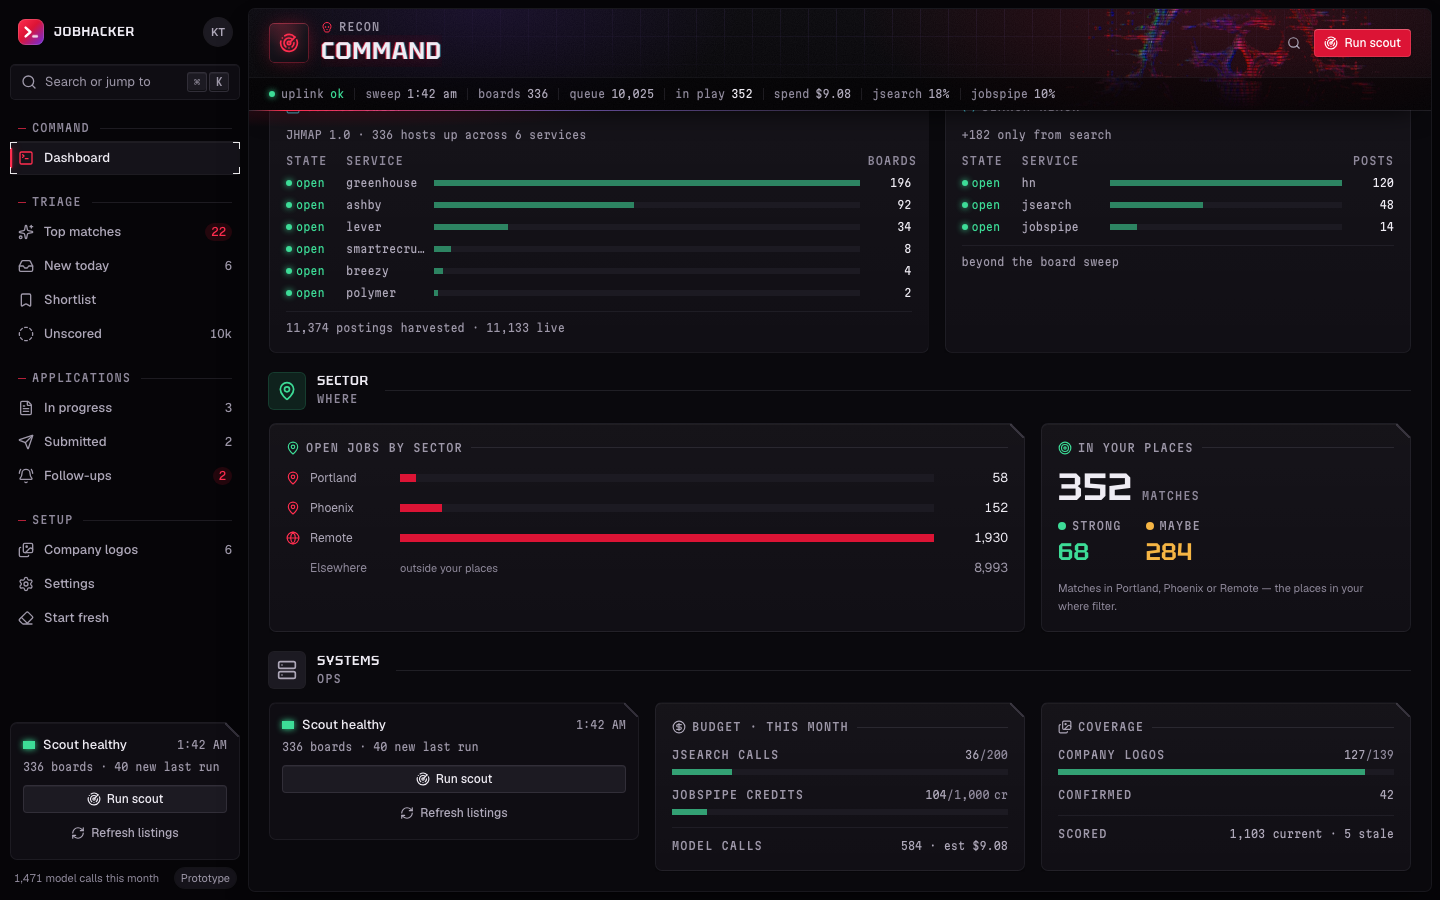 JOBHACKER
KT
Search or jump to
⌘ K
COMMAND
Dashboard
TRIAGE
Top matches 22
New today 6
Shortlist
Unscored 10k
APPLICATIONS
In progress 3
Submitted 2
Follow-ups 2
SETUP
Company logos 6
Settings
Start fresh
Scout healthy 1:42 AM
336 boards · 40 new last run
Run scout
Refresh listings
1,471 model calls this month Prototype
RECON
COMMAND
Run scout
uplink ok sweep 1:42 am boards 336 queue 10,025 in play 352 spend $9.08 jsearch 18% jobspipe 10%
JHMAP 1.0 · 336 hosts up across 6 services
STATE SERVICE BOARDS
open greenhouse 196
open ashby 92
open lever 34
open smartrecru… 8
open breezy 4
open polymer 2
11,374 postings harvested · 11,133 live
+182 only from search
STATE SERVICE POSTS
open hn 120
open jsearch 48
open jobspipe 14
beyond the board sweep
SECTOR
WHERE
OPEN JOBS BY SECTOR
Portland 58
Phoenix 152
Remote 1,930
Elsewhere outside your places 8,993
IN YOUR PLACES
352 MATCHES
STRONG MAYBE
68 284
Matches in Portland, Phoenix or Remote — the places in your
where filter.
SYSTEMS
OPS
Scout healthy 1:42 AM
336 boards · 40 new last run
Run scout
Refresh listings
BUDGET · THIS MONTH
JSEARCH CALLS 36/200
JOBSPIPE CREDITS 104/1,000 cr
MODEL CALLS 584 · est $9.08
COVERAGE
COMPANY LOGOS 127/139
CONFIRMED 42
SCORED 1,103 current · 5 stale